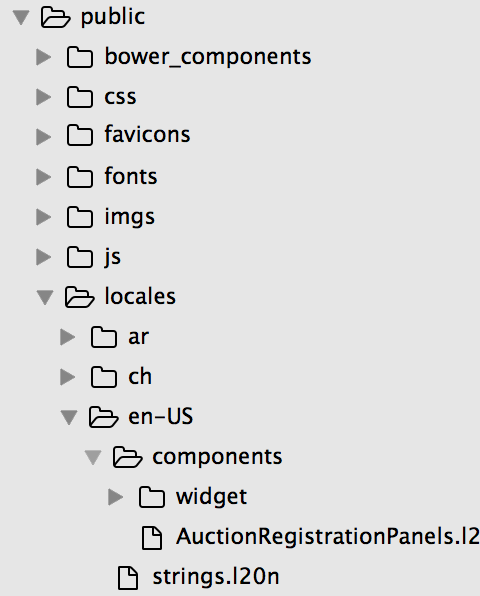 public
bower_components
css
favicons
fonts
imgs
js
locales
ar
ch
en-US
components
widget
AuctionRegistrationPanels.l2
strings.l20n